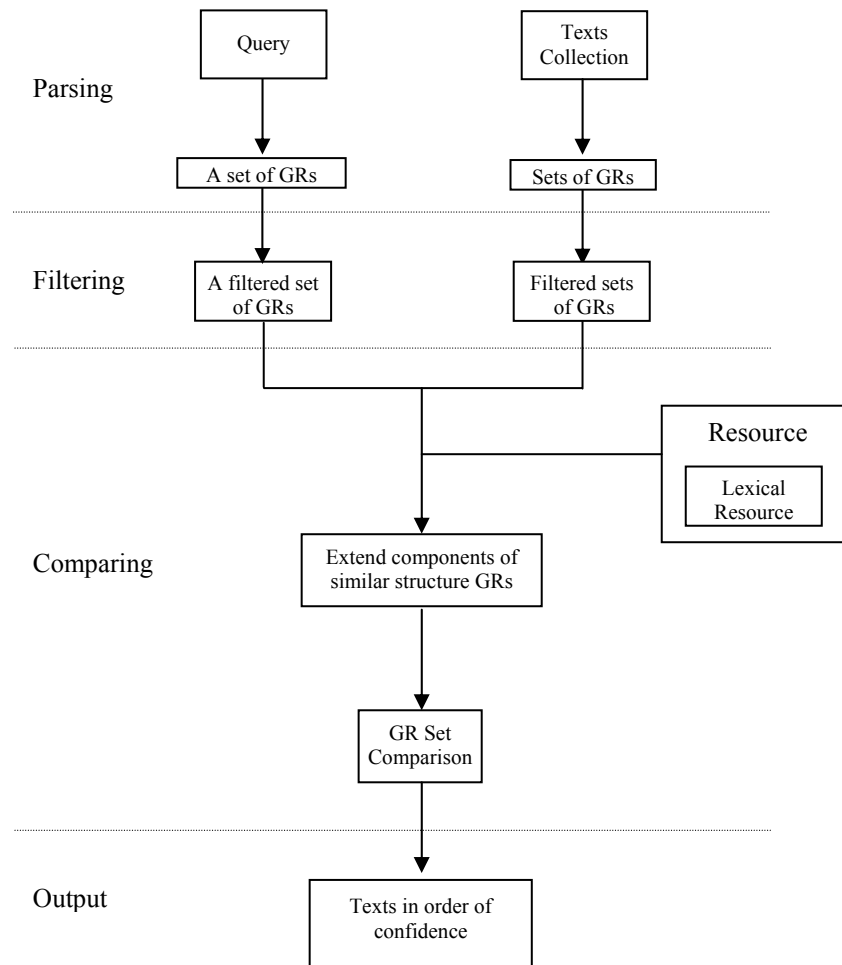 Query
Texts
Collection
Parsing
A set of GRs
Sets of GRs
Filtering
A filtered set
of GRs
Filtered sets
of GRs
Resource
Lexical
Resource
Comparing
Extend components of
similar structure GRs
GR Set
Comparison
Output
Texts in order of
confidence